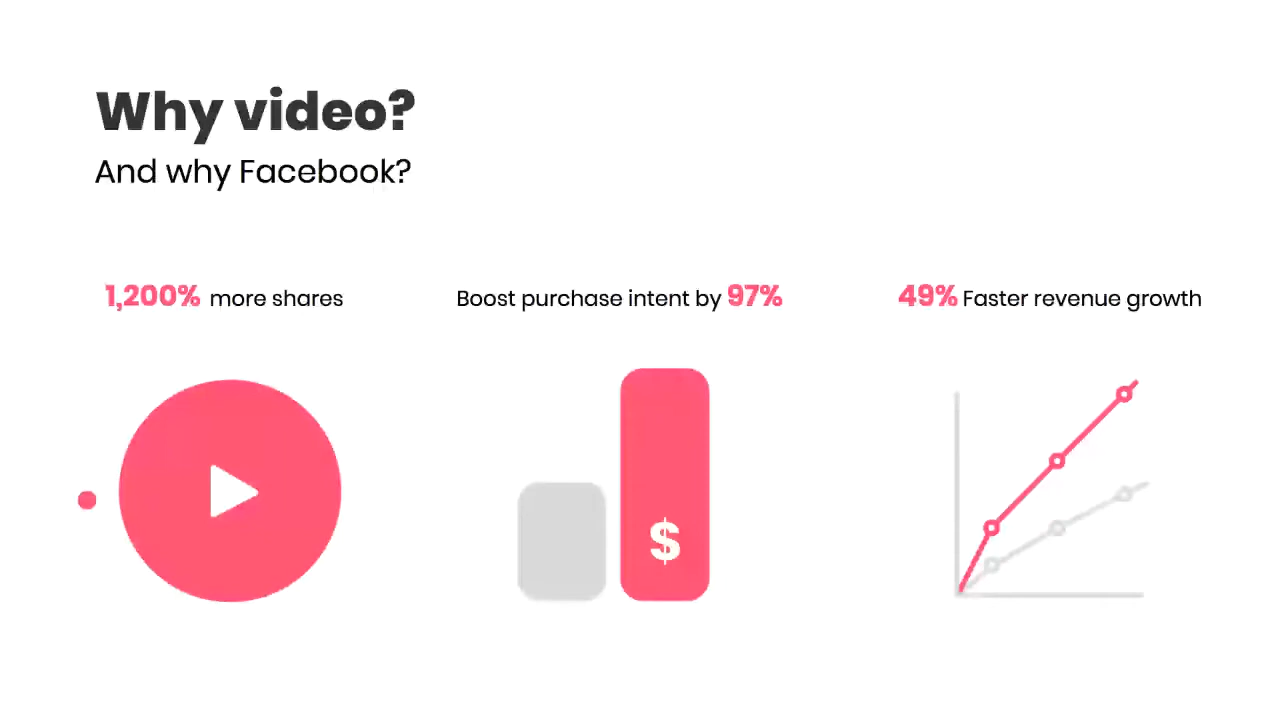 Why video?
And why Facebook?
1,200% more shares
Boost purchase intent by 97%
49% Faster revenue growth
$